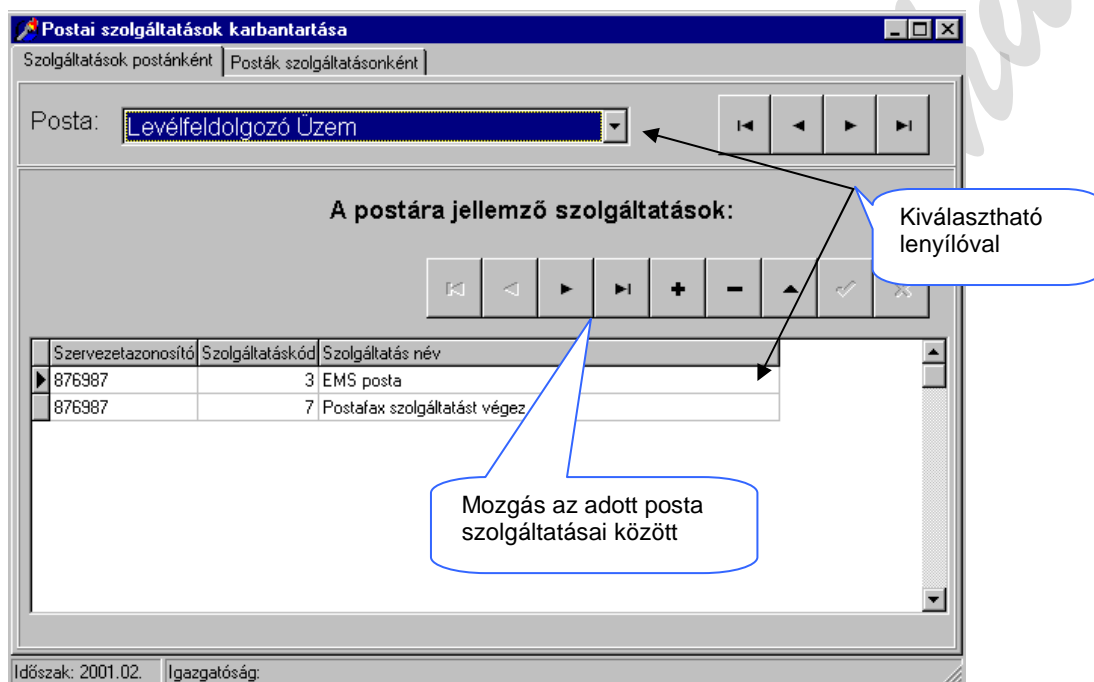 Postai szolgáltatások karbantartása
Szolgáltatások postánként Posták szolgáltatásonként
Posta: Levélfeldolgozó Üzem
A postára jellemző szolgáltatások:
Kiválasztható
lenyílóval
Szervezetazonosító Szolgáltatáskód Szolgáltatás név
876987 3 EMS posta
876987 7 Postafax szolgáltatást végez
Mozgás az adott posta
szolgáltatásai között
Időszak: 2001.02. Igazgatóság: